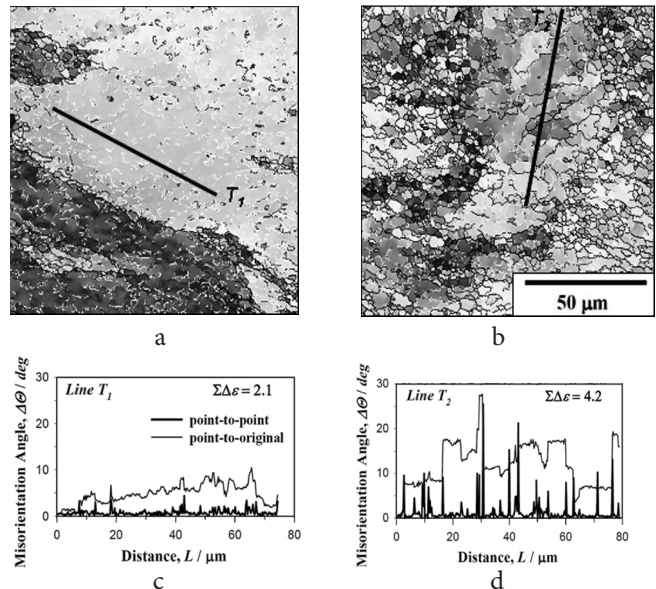 T1
T2
50 μm
a
b
Misorientation Angle, ΔΘ / deg
30
20
10
0
Line T1
ΣΔε = 2.1
point-to-point
point-to-original
0 20 40 60 80
Distance, L / μm
c
Misorientation Angle, ΔΘ / deg
30
20
10
0
Line T2
ΣΔε = 4.2
0 20 40 60 80
Distance, L / μm
d